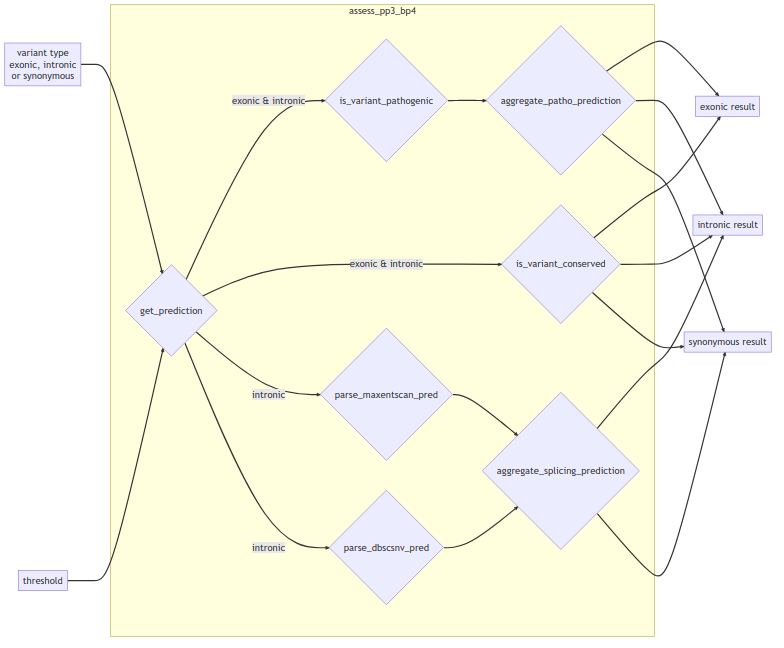 assess_pp3_bp4
variant type
exonic, intronic
or synonymous
exonic & intronic
is_variant_pathogenic
aggregate_patho_prediction
exonic result
intronic result
exonic & intronic
is_variant_conserved
get_prediction
synonymous result
intronic
parse_maxentscan_pred
aggregate_splicing_prediction
intronic
parse_dbscsnv_pred
threshold